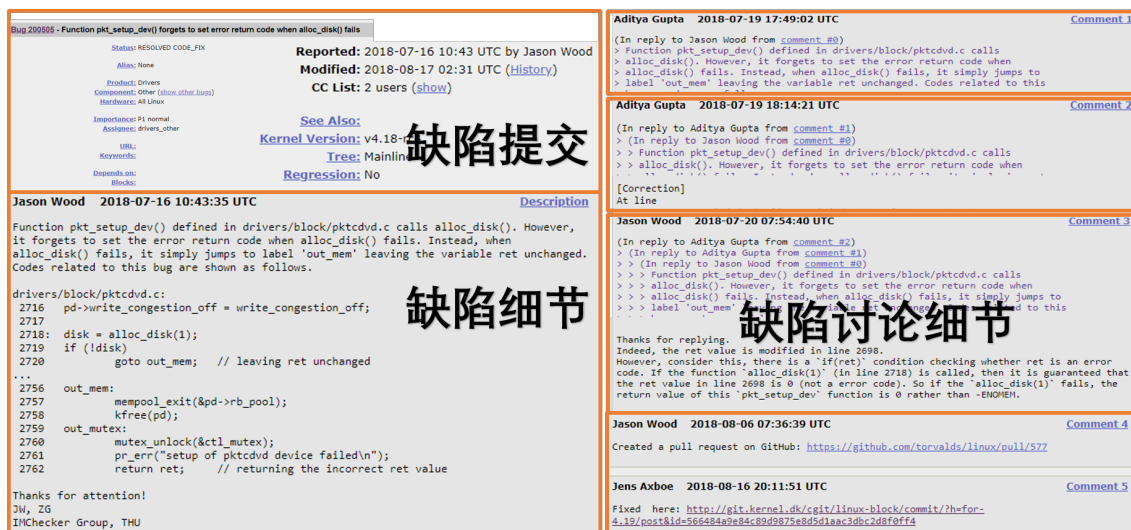 Bug 200505 - Function pkt_setup_dev() forgets to set error return code when alloc_disk() fails
Status: RESOLVED CODE_FIX
Alias: None
Product: Drivers
Component: Other (show other bugs)
Hardware: All Linux
Importance: P1 normal
Assignee: drivers_other
URL:
Keywords:
Depends on:
Blocks:
Reported: 2018-07-16 10:43 UTC by Jason Wood
Modified: 2018-08-17 02:31 UTC (History)
CC List: 2 users (show)
See Also:
Kernel Version: v4.18-r
Tree: Mainline
Regression: No
缺陷提交
Jason Wood 2018-07-16 10:43:35 UTC Description
Function pkt_setup_dev() defined in drivers/block/pktcdvd.c calls alloc_disk(). However,
it forgets to set the error return code when alloc_disk() fails. Instead, when
alloc_disk() fails, it simply jumps to label 'out_mem' leaving the variable ret unchanged.
Codes related to this bug are shown as follows.
drivers/block/pktcdvd.c:
2716 pd->write_congestion_off = write_congestion_off;
2717
2718: disk = alloc_disk(1);
2719 if (!disk)
2720 goto out_mem; // leaving ret unchanged
...
2756 out_mem:
2757 mempool_exit(&pd->rb_pool);
2758 kfree(pd);
2759 out_mutex:
2760 mutex_unlock(&ctl_mutex);
2761 pr_err("setup of pktcdvd device failed\n");
2762 return ret; // returning the incorrect ret value
Thanks for attention!
JW, ZG
IMChecker Group, THU
缺陷细节
Aditya Gupta 2018-07-19 17:49:02 UTC Comment 1
(In reply to Jason Wood from comment #0)
> Function pkt_setup_dev() defined in drivers/block/pktcdvd.c calls
> alloc_disk(). However, it forgets to set the error return code when
> alloc_disk() fails. Instead, when alloc_disk() fails, it simply jumps to
> label 'out_mem' leaving the variable ret unchanged. Codes related to this
Aditya Gupta 2018-07-19 18:14:21 UTC Comment 2
(In reply to Aditya Gupta from comment #1)
> (In reply to Jason Wood from comment #0)
> > Function pkt_setup_dev() defined in drivers/block/pktcdvd.c calls
> > alloc_disk(). However, it forgets to set the error return code when
[Correction]
At line
Jason Wood 2018-07-20 07:54:40 UTC Comment 3
(In reply to Aditya Gupta from comment #2)
> (In reply to Aditya Gupta from comment #1)
> > (In reply to Jason Wood from comment #0)
> > > Function pkt_setup_dev() defined in drivers/block/pktcdvd.c calls
> > > alloc_disk(). However, it forgets to set the error return code when
> > > alloc_disk() fails. Instead, when alloc_disk() fails, it simply jumps to
> > > label 'out_mem' to this
缺陷讨论细节
Thanks for replying.
Indeed, the ret value is modified in line 2698.
However, consider this, there is a `if(ret)` condition checking whether ret is an error
code. If the function `alloc_disk(1)` (in line 2718) is called, then it is guaranteed that
the ret value in line 2698 is 0 (not a error code). So if the `alloc_disk(1)` fails, the
return value of this `pkt_setup_dev` function is 0 rather than -ENOMEM.
Jason Wood 2018-08-06 07:36:39 UTC Comment 4
Created a pull request on GitHub: https://github.com/torvalds/linux/pull/577
Jens Axboe 2018-08-16 20:11:51 UTC Comment 5
Fixed here: http://git.kernel.dk/cgit/linux-block/commit/?h=for-
4.19/post&id=566484a9e84c89d9875e8d5d1aac3dbc2d8f0ff4